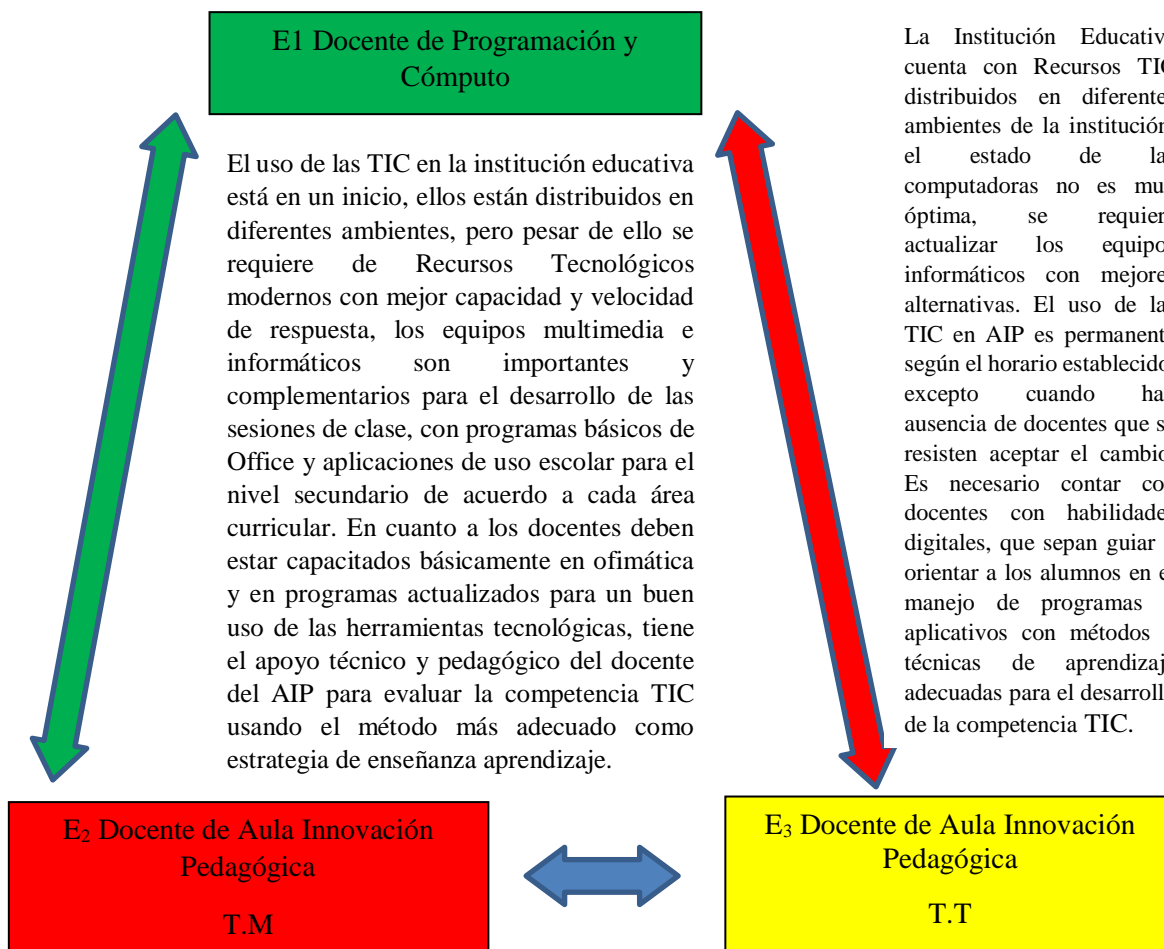 E1 Docente de Programación y
Cómputo
El uso de las TIC en la institución educativa
está en un inicio, ellos están distribuidos en
diferentes ambientes, pero pesar de ello se
requiere de Recursos Tecnológicos
modernos con mejor capacidad y velocidad
de respuesta, los equipos multimedia e
informáticos son importantes y
complementarios para el desarrollo de las
sesiones de clase, con programas básicos de
Office y aplicaciones de uso escolar para el
nivel secundario de acuerdo a cada área
curricular. En cuanto a los docentes deben
estar capacitados básicamente en ofimática
y en programas actualizados para un buen
uso de las herramientas tecnológicas, tiene
el apoyo técnico y pedagógico del docente
del AIP para evaluar la competencia TIC
usando el método más adecuado como
estrategia de enseñanza aprendizaje.
La Institución Educativ
cuenta con Recursos TIC
distribuidos en diferente
ambientes de la institución
el estado de la
computadoras no es mu
óptima, se requier
actualizar los equipo
informáticos con mejore
alternativas. El uso de la
TIC en AIP es permanent
según el horario establecido
excepto cuando ha
ausencia de docentes que s
resisten aceptar el cambio
Es necesario contar co
docentes con habilidade
digitales, que sepan guiar
orientar a los alumnos en e
manejo de programas
aplicativos con métodos
técnicas de aprendizaj
adecuadas para el desarroll
de la competencia TIC.
E2 Docente de Aula Innovación
Pedagógica
T.M
E3 Docente de Aula Innovación
Pedagógica
T.T